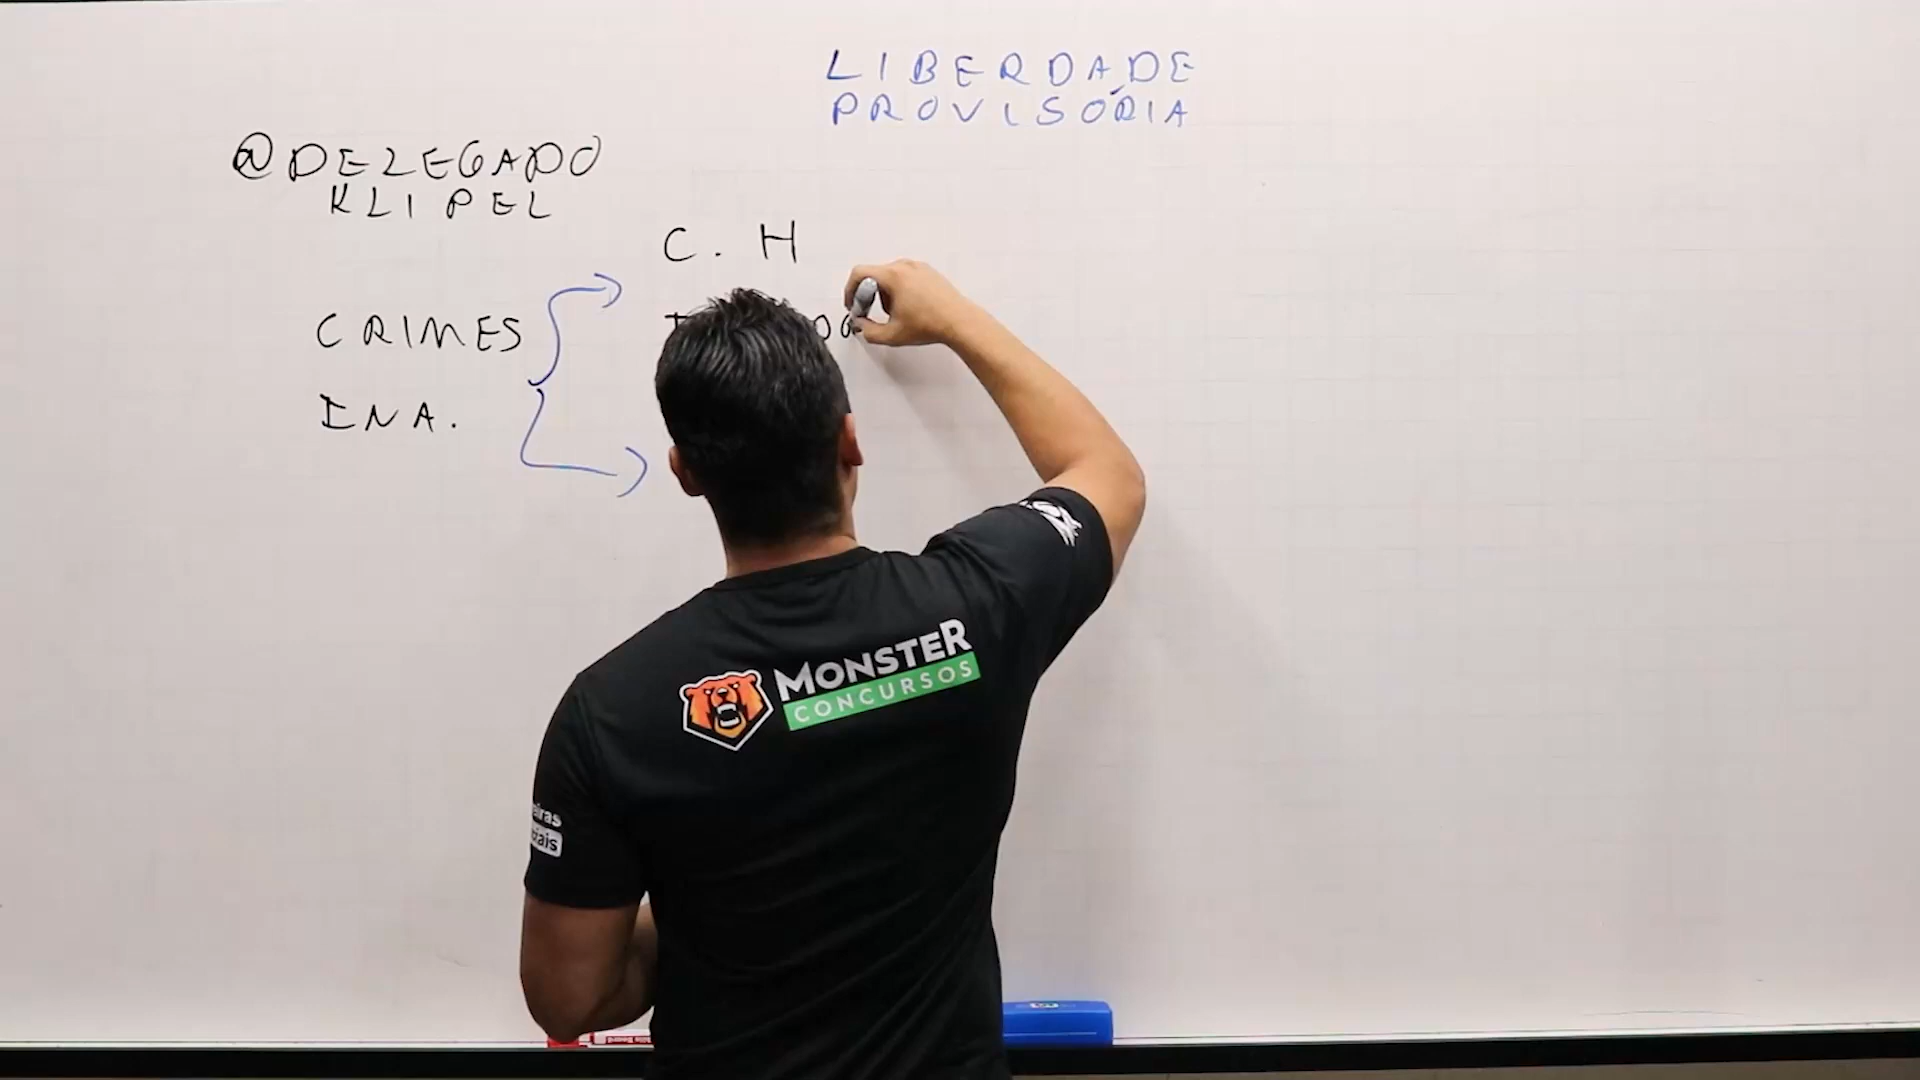 LIBERDADE
PROVISÓRIA
@DELEGADO
KLIPEL
C. H
CRIMES
INA.
MONSTER
CONCURSOS